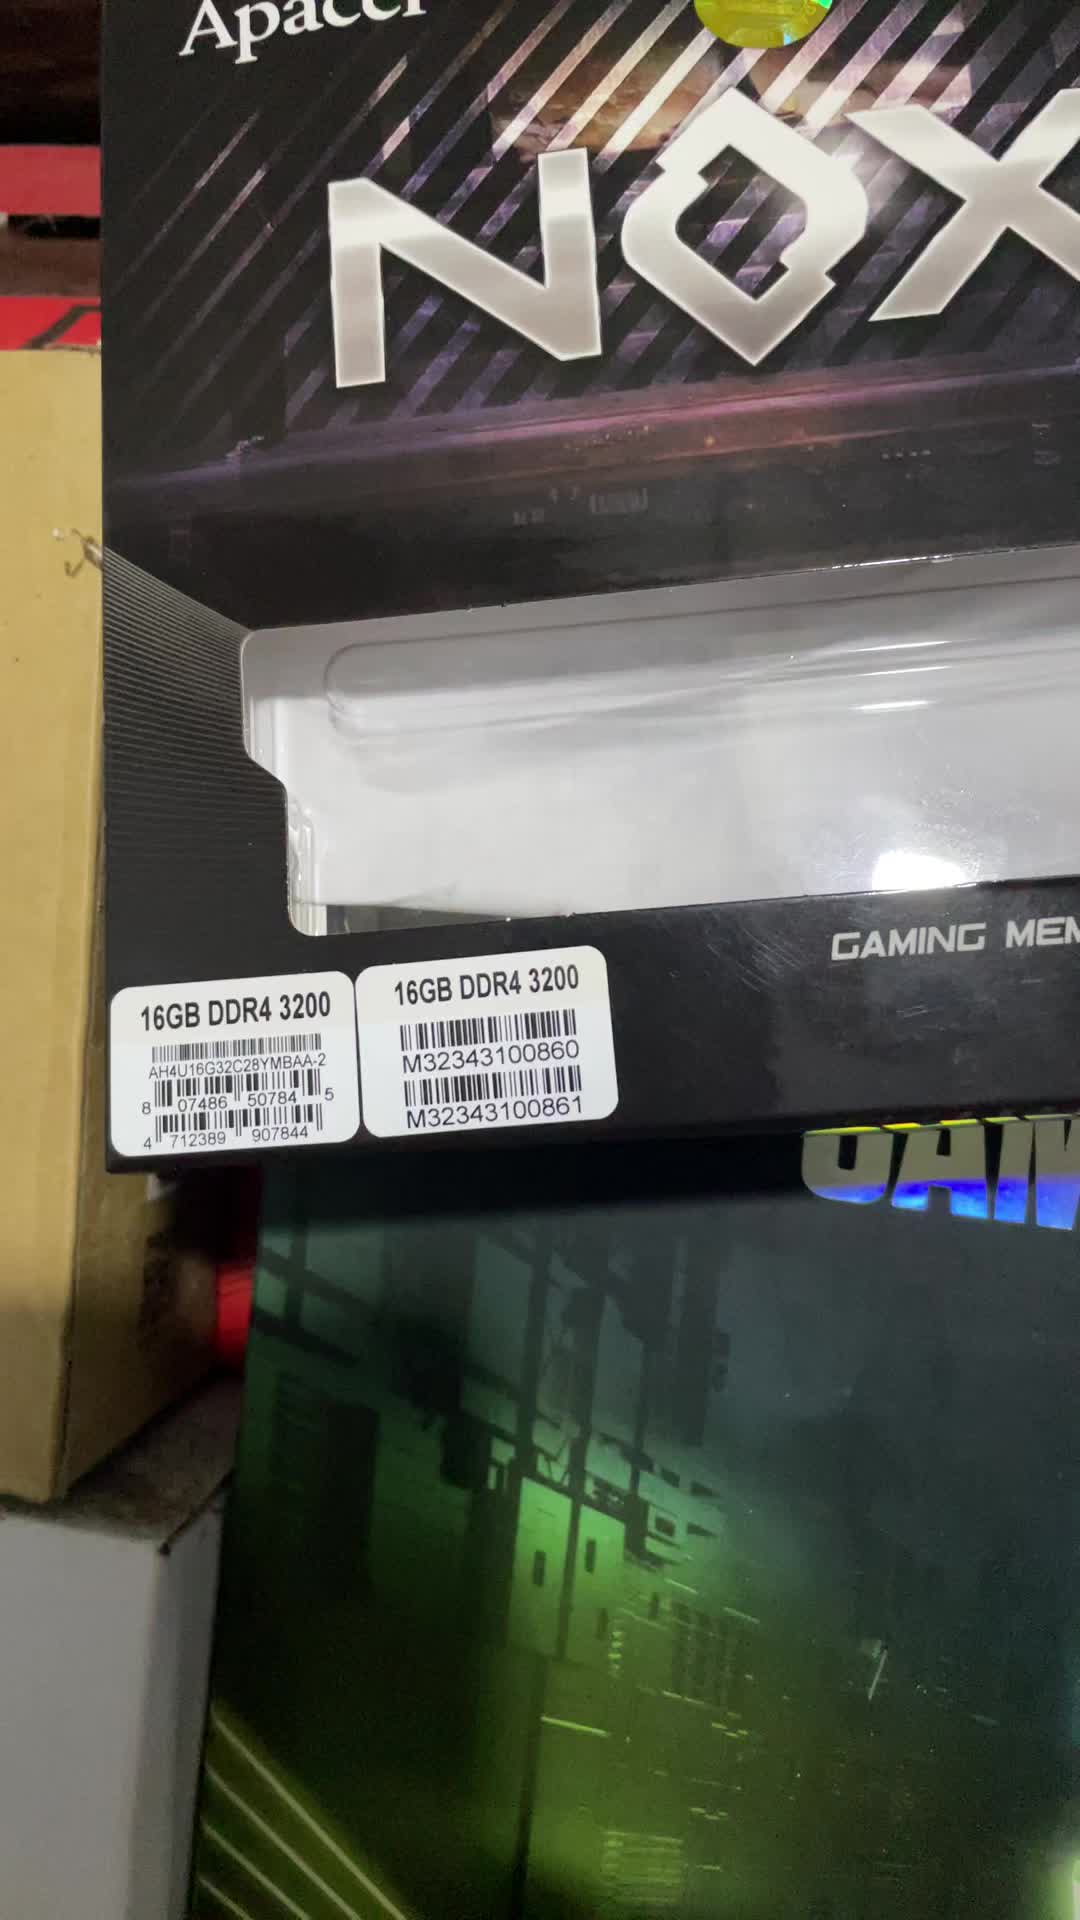 Apacer
NOX
GAMING MEM
16GB DDR4 3200
AH4U16G32C28YMBAA-2
8 07486 50784 5
4 712389 907844
16GB DDR4 3200
M32343100860
M32343100861
GAM